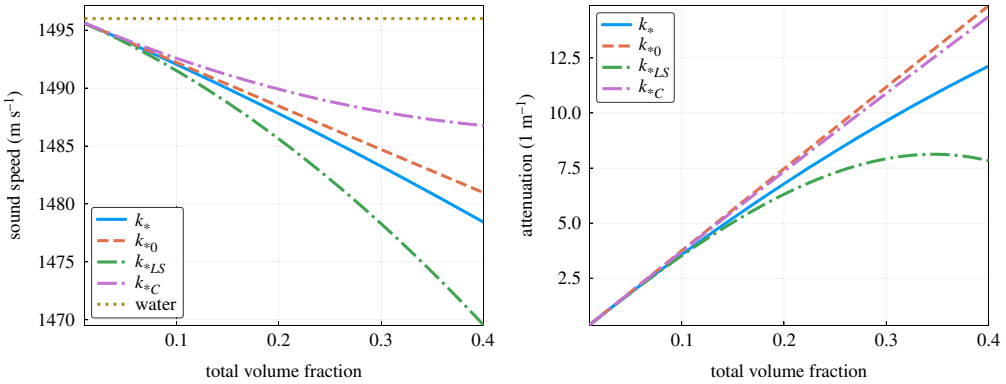 1495
1490
1485
1480
1475
1470
sound speed (m s⁻¹)
k*
k*0
k*LS
k*C
water
0.1 0.2 0.3 0.4
total volume fraction
k*
k*0
k*LS
k*C
12.5
10.0
7.5
5.0
2.5
attenuation (1 m⁻¹)
0.1 0.2 0.3 0.4
total volume fraction